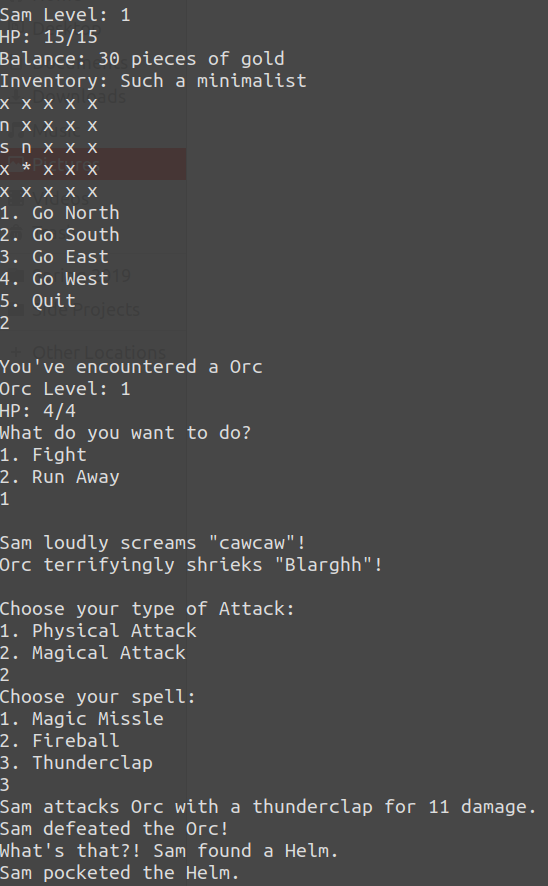 Sam Level: 1
HP: 15/15
Balance: 30 pieces of gold
Inventory: Such a minimalist
x x x x x
n x x x x
s n x x x
x * x x x
x x x x x
1. Go North
2. Go South
3. Go East
4. Go West
5. Quit
2
You've encountered a Orc
Orc Level: 1
HP: 4/4
What do you want to do?
1. Fight
2. Run Away
1
Sam loudly screams "cawcaw"!
Orc terrifyingly shrieks "Blarghh"!
Choose your type of Attack:
1. Physical Attack
2. Magical Attack
2
Choose your spell:
1. Magic Missle
2. Fireball
3. Thunderclap
3
Sam attacks Orc with a thunderclap for 11 damage.
Sam defeated the Orc!
What's that?! Sam found a Helm.
Sam pocketed the Helm.